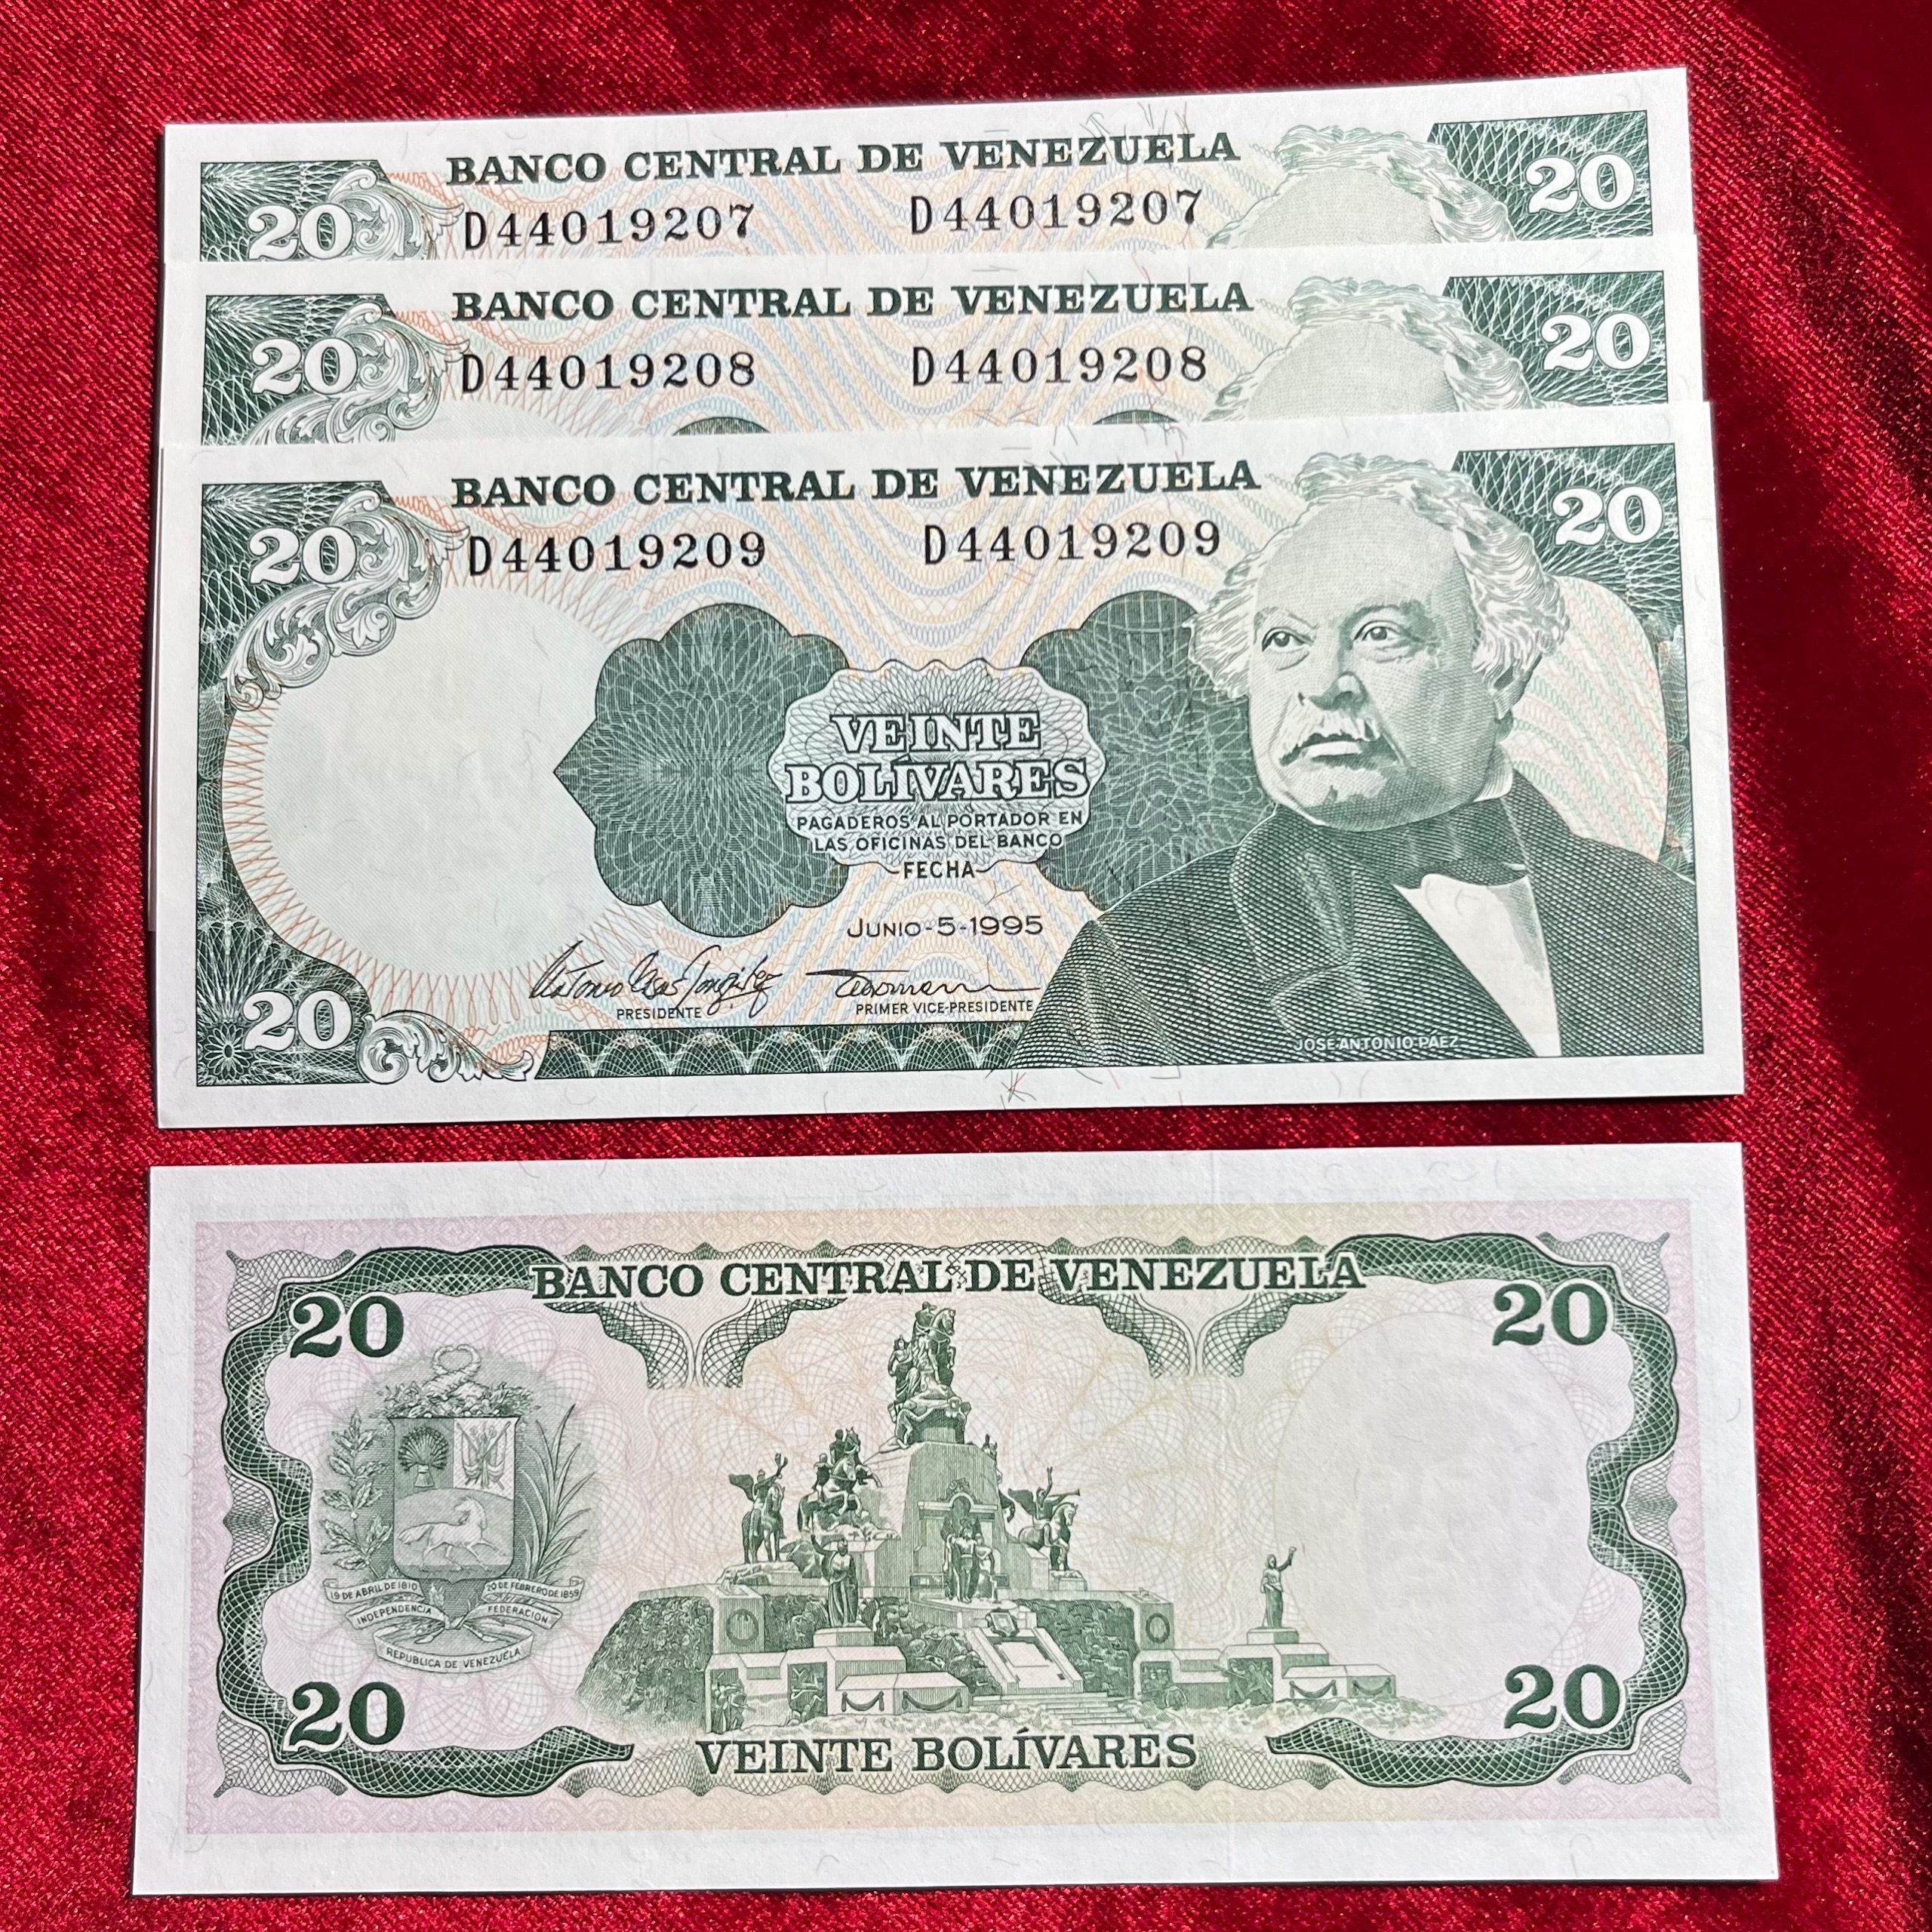 BANCO CENTRAL DE VENEZUELA
20
20
D44019207 D44019207
BANCO CENTRAL DE VENEZUELA
20
20
D44019208 D44019208
BANCO CENTRAL DE VENEZUELA
20
20
D44019209 D44019209
VEINTE
BOLÍVARES
PAGADEROS AL PORTADOR EN
LAS OFICINAS DEL BANCO
FECHA
JUNIO-5-1995
PRESIDENTE
PRIMER VICE-PRESIDENTE
20
JOSE ANTONIO PÁEZ
BANCO CENTRAL DE VENEZUELA
20
20
19 DE ABRIL DE 1810
20 DE FEBRERO DE 1859
INDEPENDENCIA
FEDERACION
REPUBLICA DE VENEZUELA
20
20
VEINTE BOLÍVARES